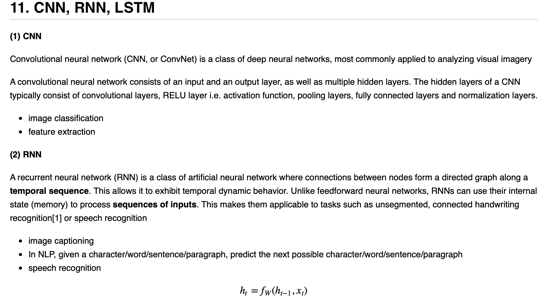 11. CNN, RNN, LSTM
(1) CNN
Convolutional neural network (CNN, or ConvNet) is a class of deep neural networks, most commonly applied to analyzing visual imagery
A convolutional neural network consists of an input and an output layer, as well as multiple hidden layers. The hidden layers of a CNN
typically consist of convolutional layers, RELU layer i.e. activation function, pooling layers, fully connected layers and normalization layers.
• image classification
• feature extraction
(2) RNN
A recurrent neural network (RNN) is a class of artificial neural network where connections between nodes form a directed graph along a
temporal sequence. This allows it to exhibit temporal dynamic behavior. Unlike feedforward neural networks, RNNs can use their internal
state (memory) to process sequences of inputs. This makes them applicable to tasks such as unsegmented, connected handwriting
recognition[1] or speech recognition
• image captioning
• In NLP, given a character/word/sentence/paragraph, predict the next possible character/word/sentence/paragraph
• speech recognition
h_t = f_W(h_{t-1}, x_t)